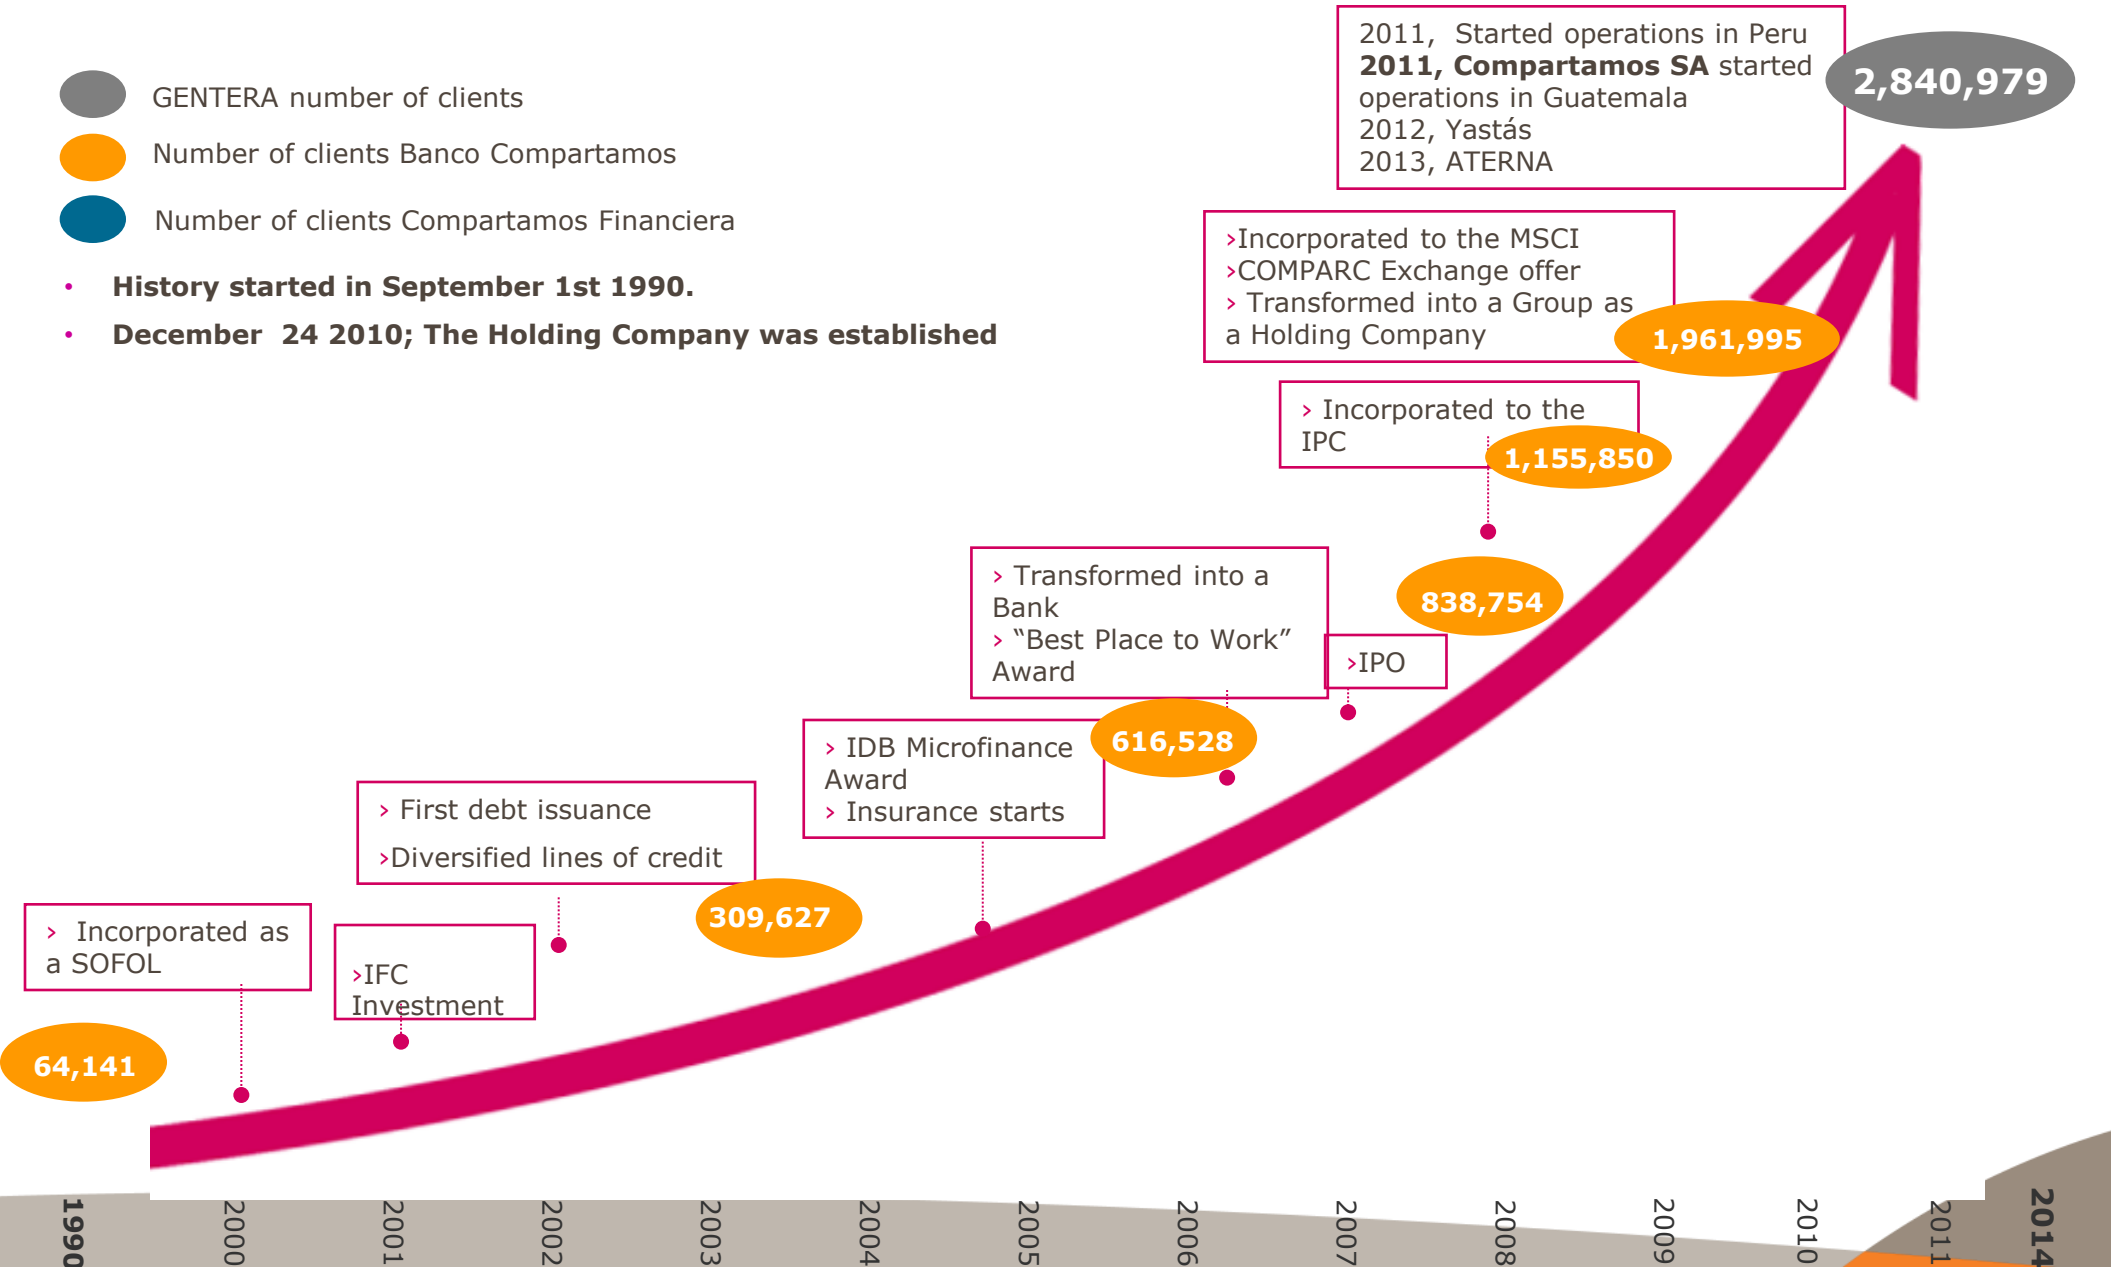 GENTERA number of clients
Number of clients Banco Compartamos
Number of clients Compartamos Financiera
• History started in September 1st 1990.
• December  24 2010; The Holding Company was established
2011,  Started operations in Peru
2011, Compartamos SA started
operations in Guatemala
2012, Yastás
2013, ATERNA
2,840,979
›Incorporated to the MSCI
›COMPARC Exchange offer
› Transformed into a Group as
a Holding Company
1,961,995
› Incorporated to the
IPC
1,155,850
838,754
› Transformed into a
Bank
› “Best Place to Work”
Award
›IPO
616,528
› IDB Microfinance
Award
› Insurance starts
› First debt issuance
›Diversified lines of credit
309,627
›  Incorporated as
a SOFOL
›IFC
Investment
64,141
1990
2000
2001
2002
2003
2004
2005
2006
2007
2008
2009
2010
2011
2014